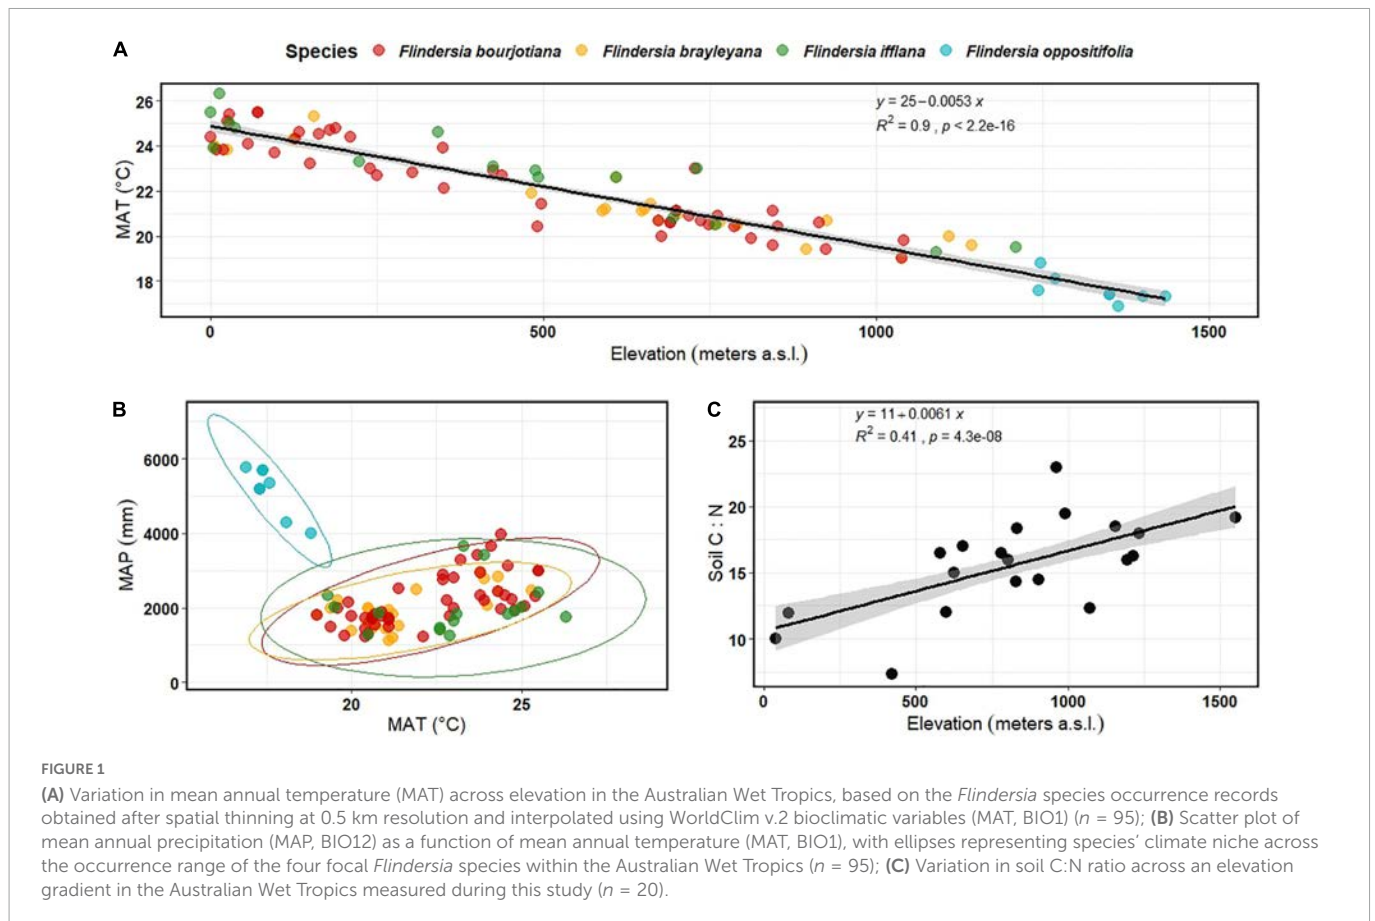 A
Species Flindersia bourjotiana Flindersia brayleyana Flindersia ifflana Flindersia oppositifolia
y = 25−0.0053 x
R² = 0.9 , p < 2.2e-16
MAT (°C)
26
24
22
20
18
0 500 1000 1500
Elevation (meters a.s.l.)
B
MAP (mm)
6000
4000
2000
0
20 25
MAT (°C)
C
y = 11+0.0061 x
R² = 0.41 , p = 4.3e-08
Soil C : N
25
20
15
10
0 500 1000 1500
Elevation (meters a.s.l.)
FIGURE 1
(A) Variation in mean annual temperature (MAT) across elevation in the Australian Wet Tropics, based on the Flindersia species occurrence records
obtained after spatial thinning at 0.5 km resolution and interpolated using WorldClim v.2 bioclimatic variables (MAT, BIO1) (n = 95); (B) Scatter plot of
mean annual precipitation (MAP, BIO12) as a function of mean annual temperature (MAT, BIO1), with ellipses representing species’ climate niche across
the occurrence range of the four focal Flindersia species within the Australian Wet Tropics (n = 95); (C) Variation in soil C:N ratio across an elevation
gradient in the Australian Wet Tropics measured during this study (n = 20).